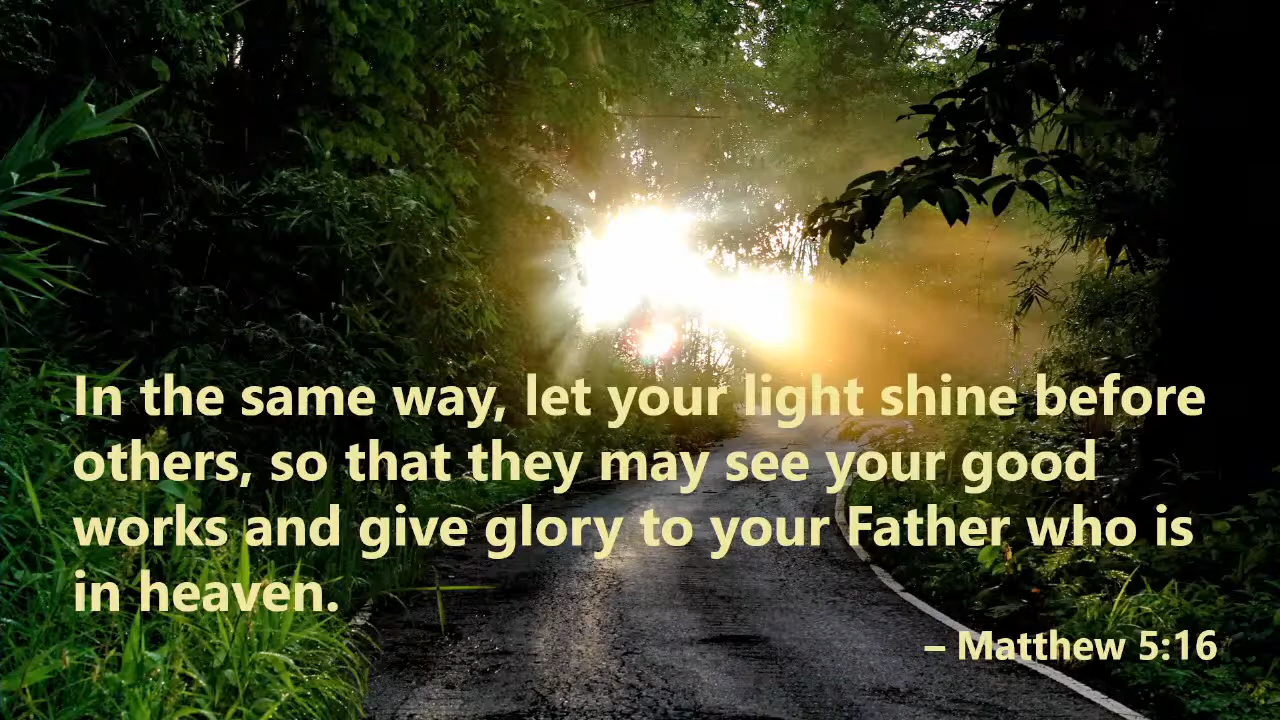 In the same way, let your light shine before
others, so that they may see your good
works and give glory to your Father who is
in heaven.
– Matthew 5:16